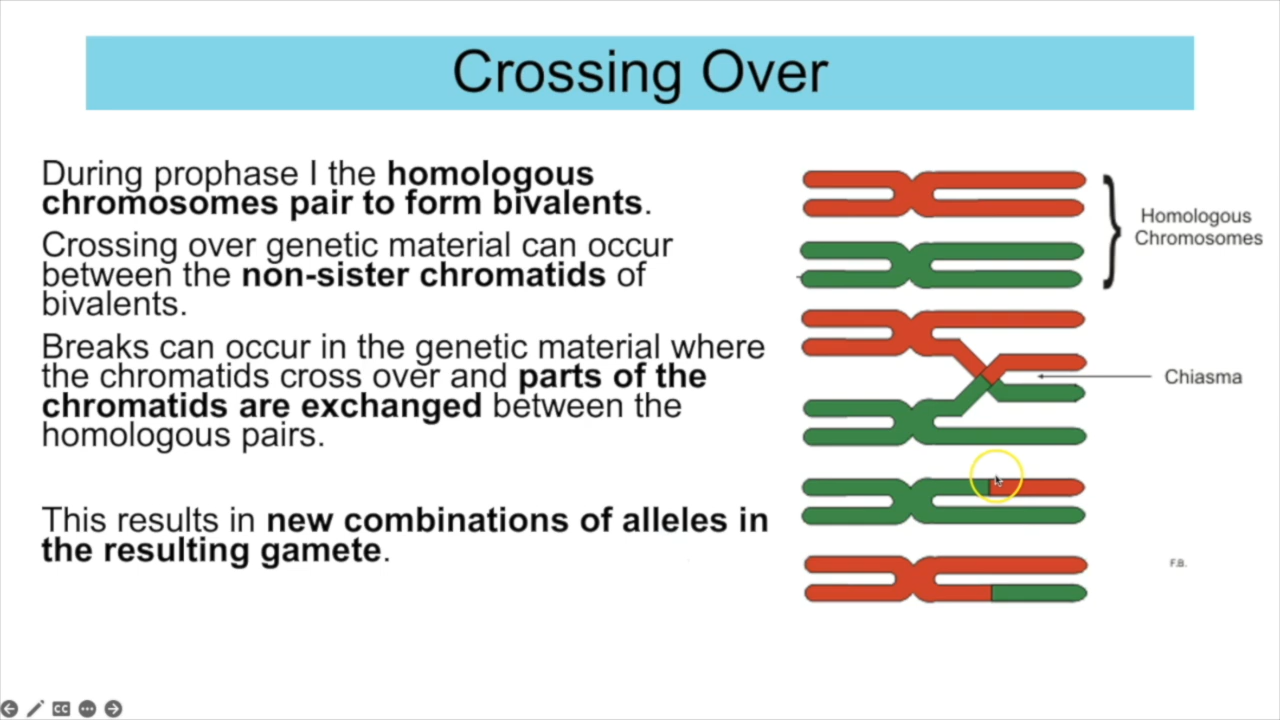 Crossing Over
During prophase I the homologous
chromosomes pair to form bivalents.
Crossing over genetic material can occur
between the non-sister chromatids of
bivalents.
Breaks can occur in the genetic material where
the chromatids cross over and parts of the
chromatids are exchanged between the
homologous pairs.
This results in new combinations of alleles in
the resulting gamete.
Homologous
Chromosomes
Chiasma
F.B.
CC